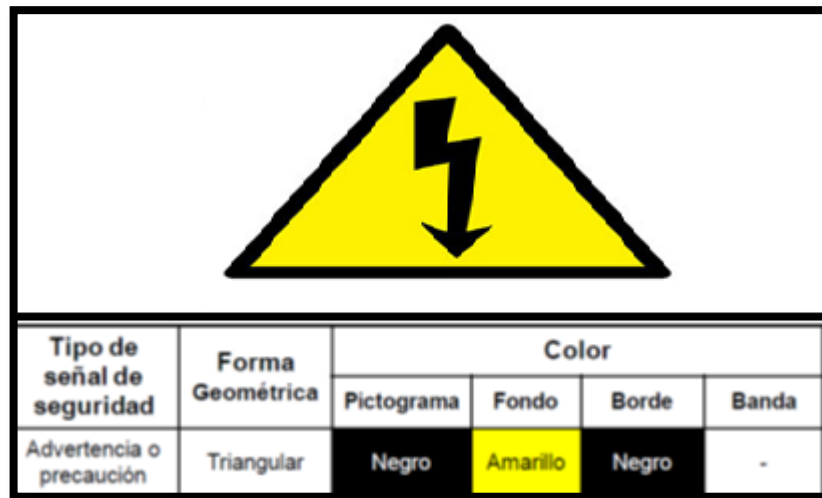 Tipo de
señal de
seguridad
Forma
Geométrica
Color
Pictograma
Fondo
Borde
Banda
Advertencia o
precaución
Triangular
Negro
Amarillo
Negro
-